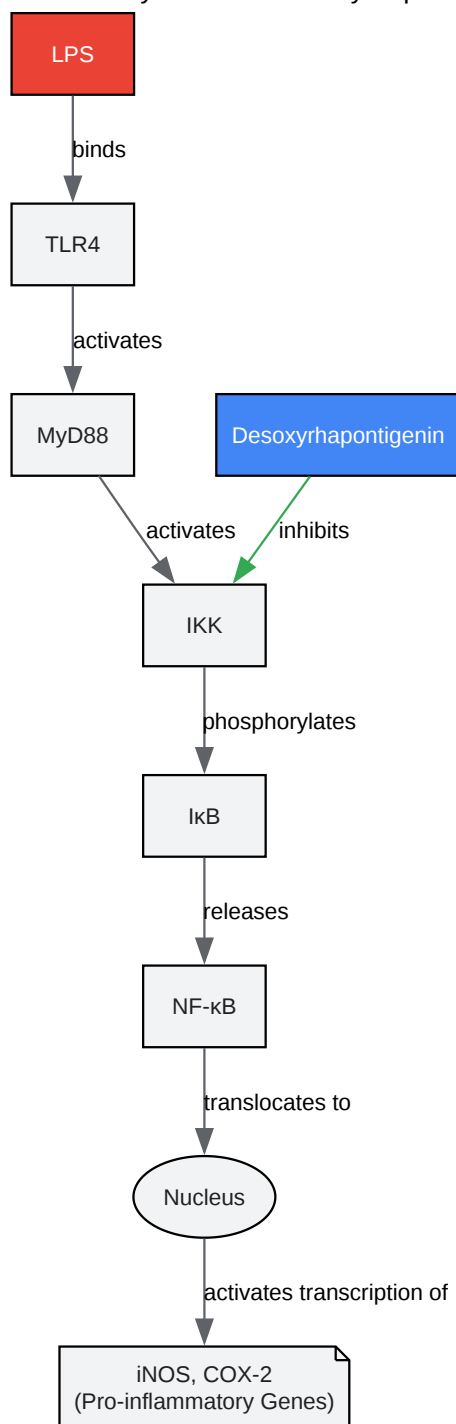 LPS
binds
TLR4
activates
MyD88
Desoxyrhapontigenin
activates
inhibits
IKK
phosphorylates
IκB
releases
NF-κB
translocates to
Nucleus
activates transcription of
iNOS, COX-2
(Pro-inflammatory Genes)